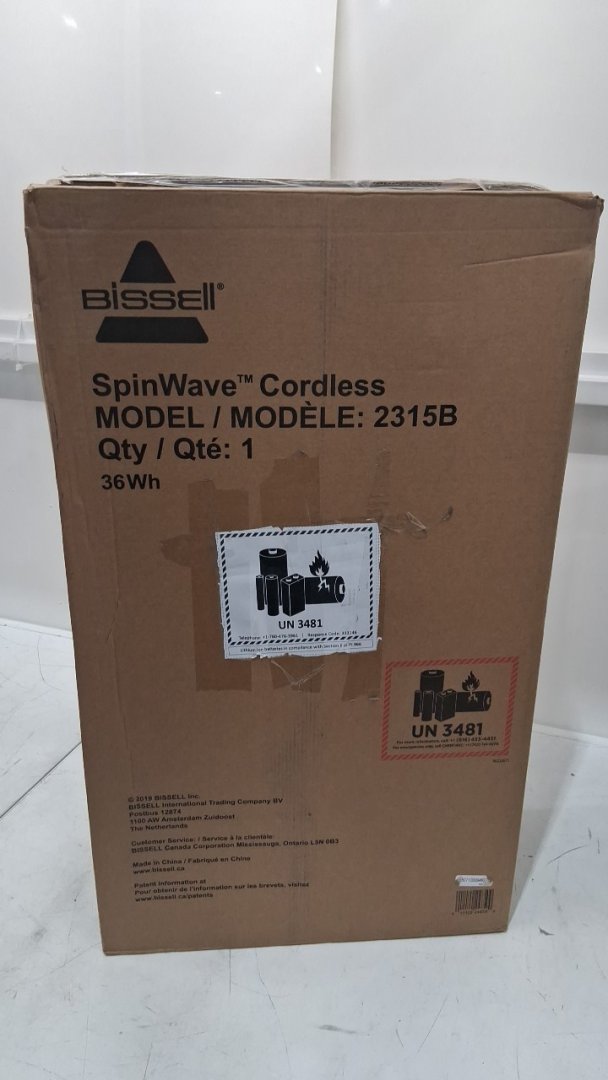 BISSELL®
SpinWave™ Cordless
MODEL / MODÈLE: 2315B
Qty / Qté: 1
36Wh
UN 3481
UN 3481
© 2019 BISSELL Inc.
BISSELL International Trading Company BV
Postbus 12874
1100 AW Amsterdam Zuidoost
The Netherlands
Customer Service: / Service à la clientèle:
BISSELL Canada Corporation Mississauga, Ontario L5N 0B3
Made in China / Fabriqué en Chine
www.bissell.ca
Patent information at
Pour obtenir de l'information sur les brevets, visitez
www.bissell.ca/patents